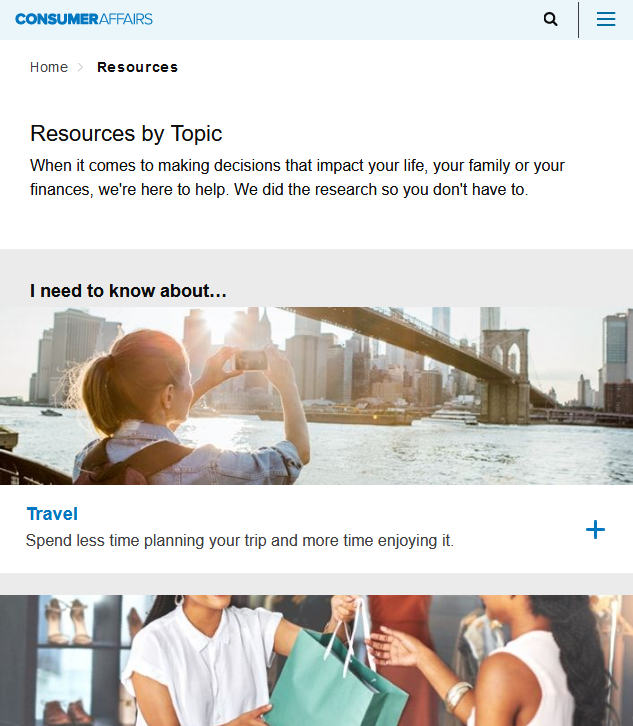 CONSUMERAFFAIRS
Home
Resources
Resources by Topic
When it comes to making decisions that impact your life, your family or your
finances, we're here to help. We did the research so you don't have to.
I need to know about…
Travel
Spend less time planning your trip and more time enjoying it.